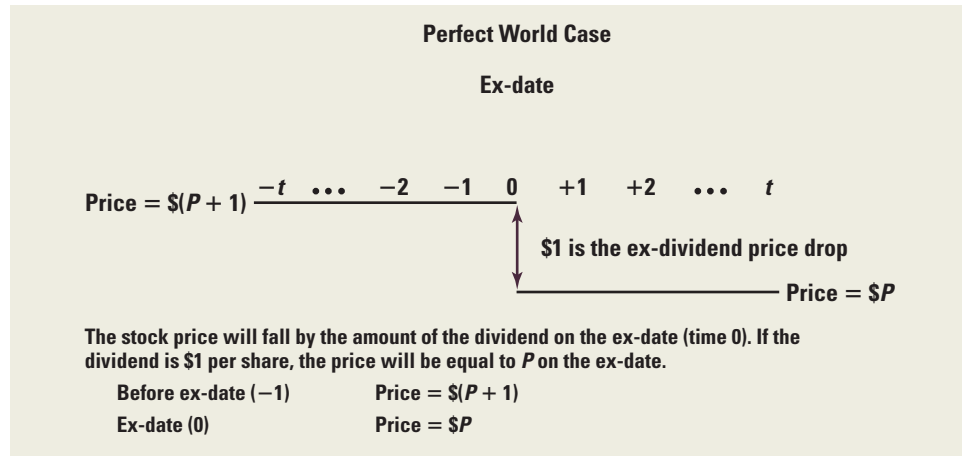 Perfect World Case
Ex-date
−t ••• −2 −1 0 +1 +2 ••• t
Price = $(P + 1)
$1 is the ex-dividend price drop
Price = $P
The stock price will fall by the amount of the dividend on the ex-date (time 0). If the
dividend is $1 per share, the price will be equal to P on the ex-date.
Before ex-date (−1) Price = $(P + 1)
Ex-date (0) Price = $P